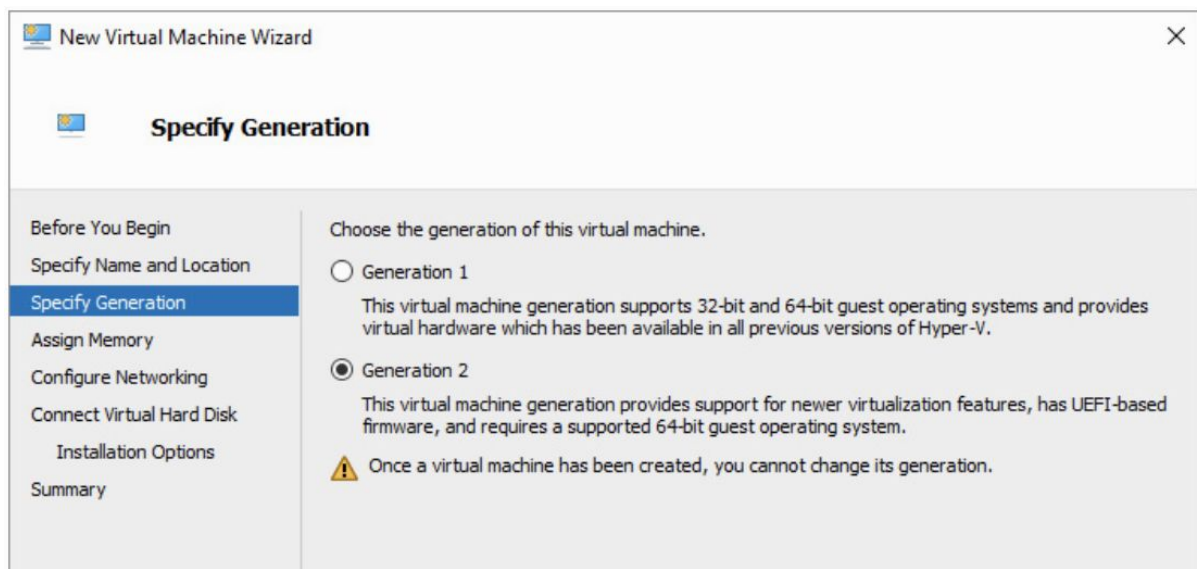 New Virtual Machine Wizard
Specify Generation
Before You Begin
Specify Name and Location
Specify Generation
Assign Memory
Configure Networking
Connect Virtual Hard Disk
Installation Options
Summary
Choose the generation of this virtual machine.
Generation 1
This virtual machine generation supports 32-bit and 64-bit guest operating systems and provides
virtual hardware which has been available in all previous versions of Hyper-V.
Generation 2
This virtual machine generation provides support for newer virtualization features, has UEFI-based
firmware, and requires a supported 64-bit guest operating system.
Once a virtual machine has been created, you cannot change its generation.